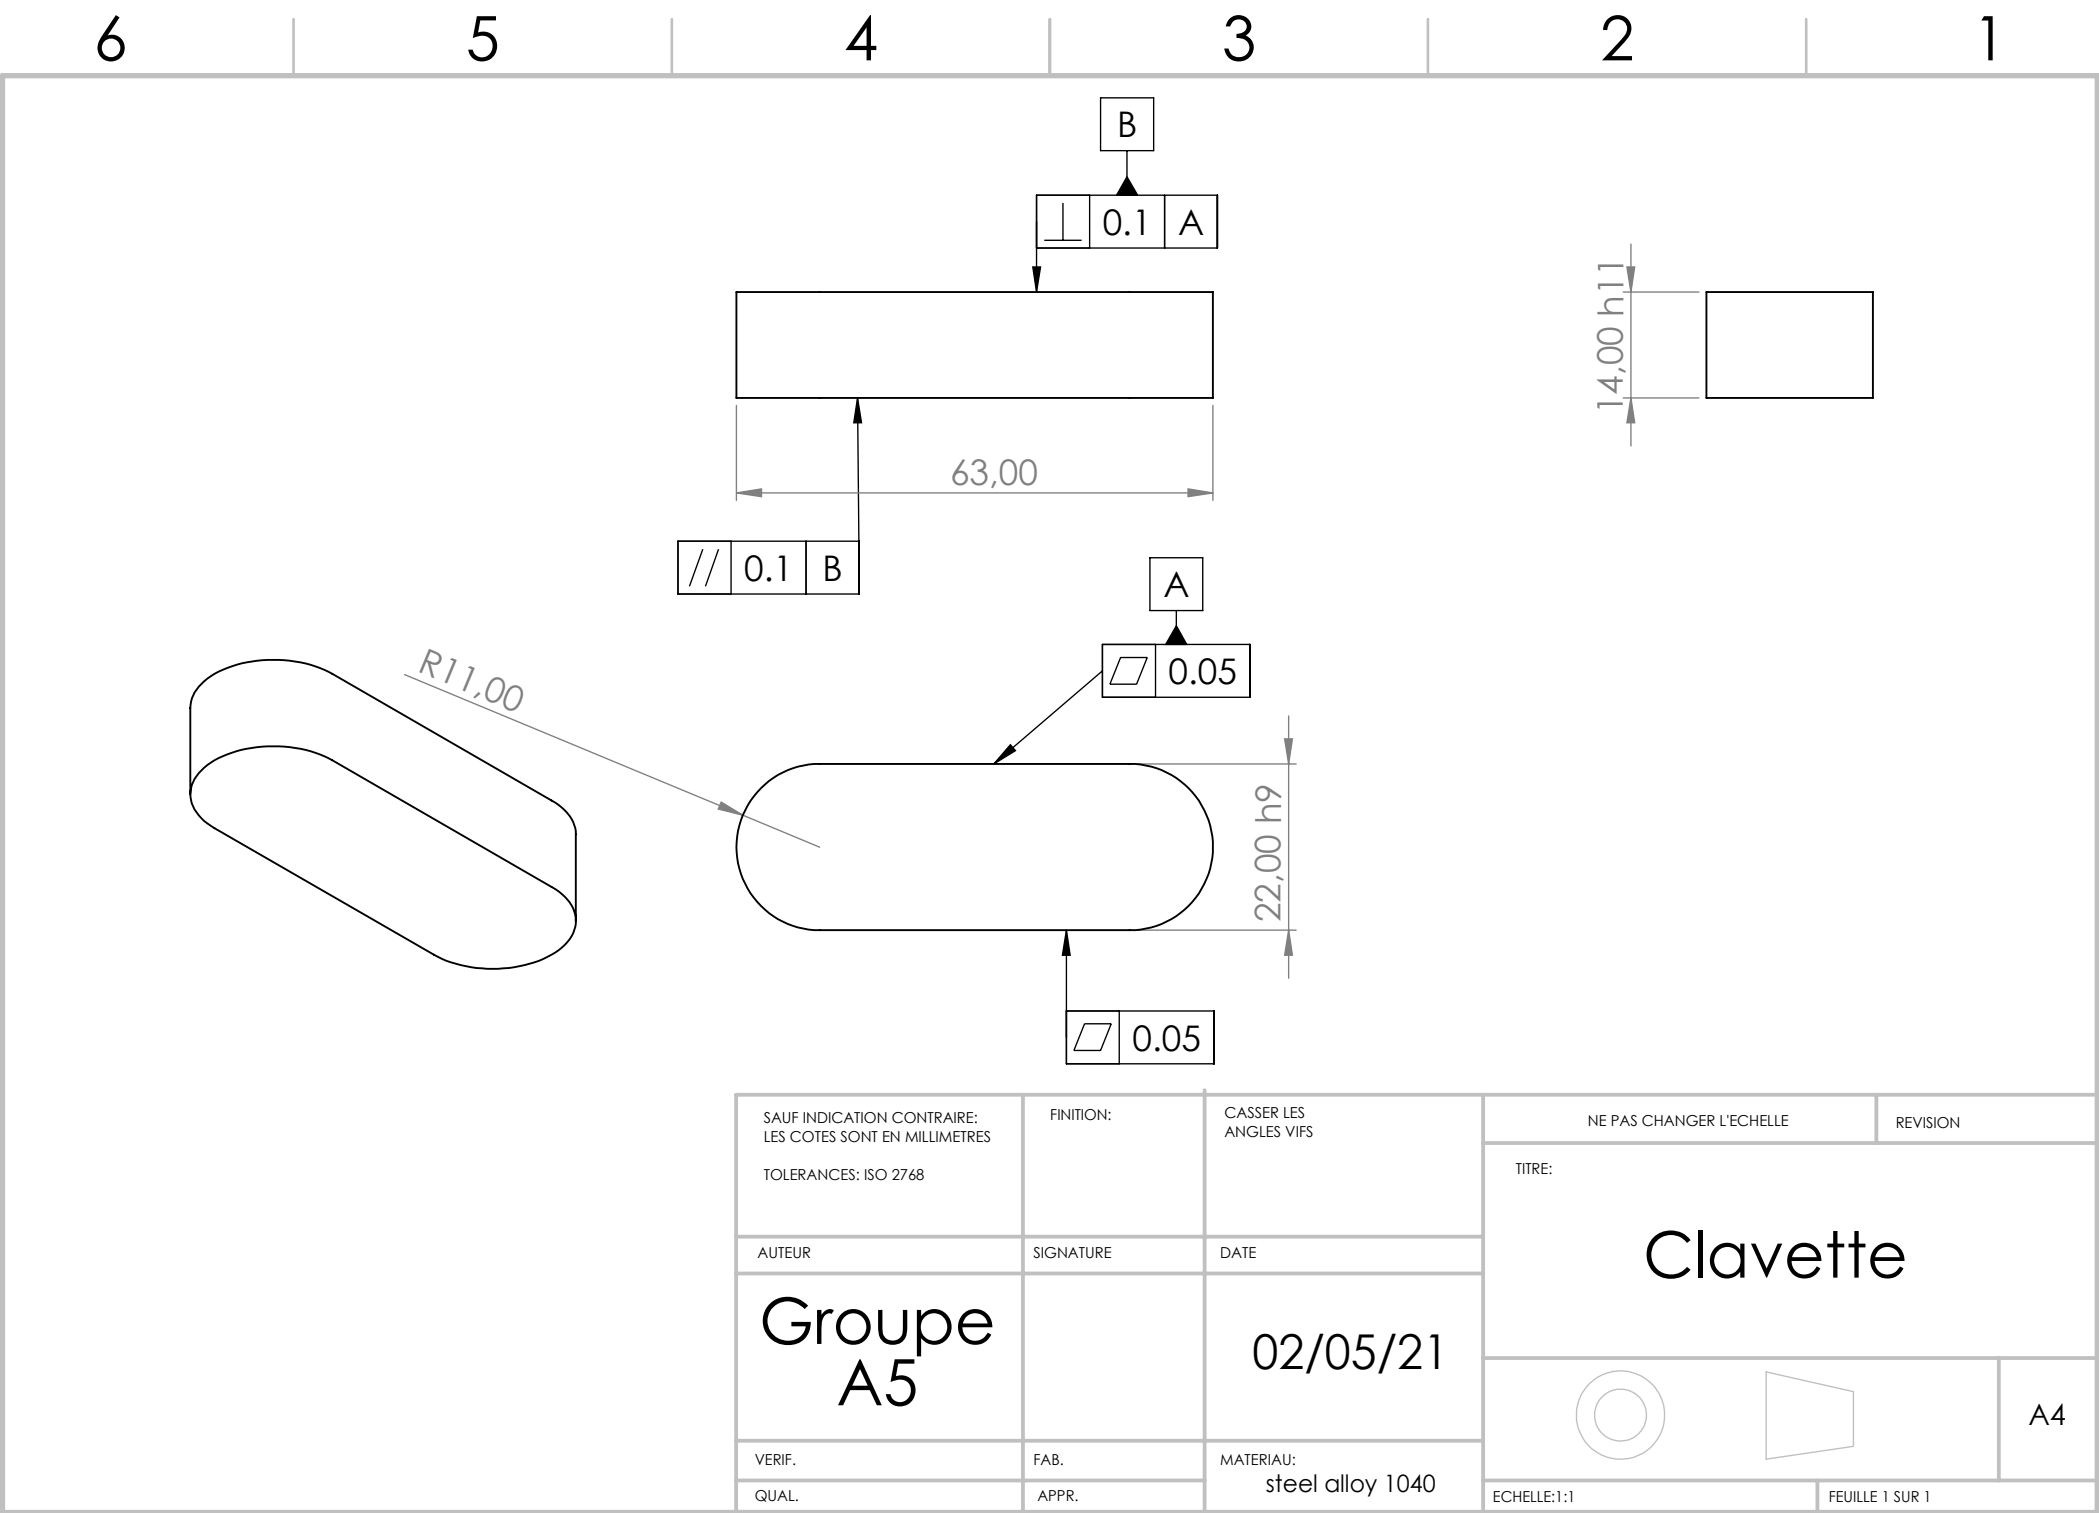 6 5 4 3 2 1
B
⊥ 0.1 A
14,00 h11
63,00
// 0.1 B
A
⏥ 0.05
R11,00
22,00 h9
⏥ 0.05
SAUF INDICATION CONTRAIRE:
LES COTES SONT EN MILLIMETRES
TOLERANCES: ISO 2768
FINITION:
CASSER LES
ANGLES VIFS
NE PAS CHANGER L'ECHELLE
REVISION
TITRE:
Clavette
AUTEUR
SIGNATURE
DATE
Groupe
A5
02/05/21
A4
VERIF.
FAB.
MATERIAU:
steel alloy 1040
QUAL.
APPR.
ECHELLE:1:1
FEUILLE 1 SUR 1